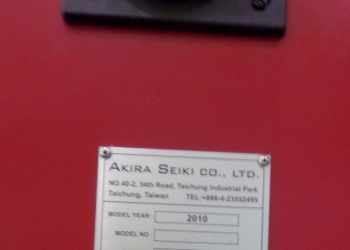 AKIRA SEIKI CO., LTD.
NO:40-2, 34th Road, Taichung Industrial Park
Taichung, Taiwan TEL:+886-4-23552495
MODEL YEAR: 2010
MODEL NO: